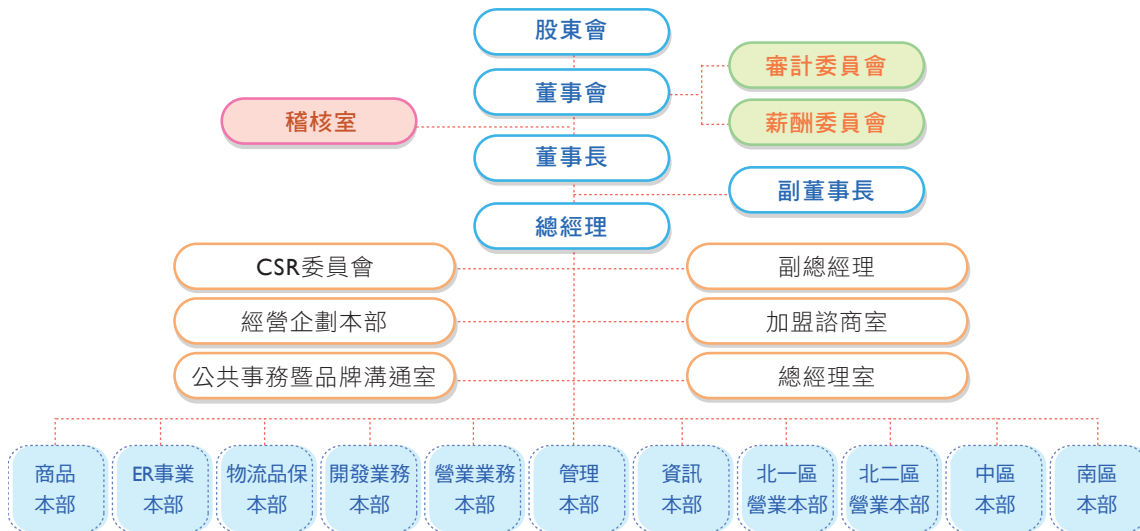 股東會
董事會
審計委員會
稽核室
薪酬委員會
董事長
副董事長
總經理
CSR委員會
副總經理
經營企劃本部
加盟諮商室
公共事務暨品牌溝通室
總經理室
商品
本部
ER事業
本部
物流品保
本部
開發業務
本部
營業業務
本部
管理
本部
資訊
本部
北一區
營業本部
北二區
營業本部
中區
本部
南區
本部